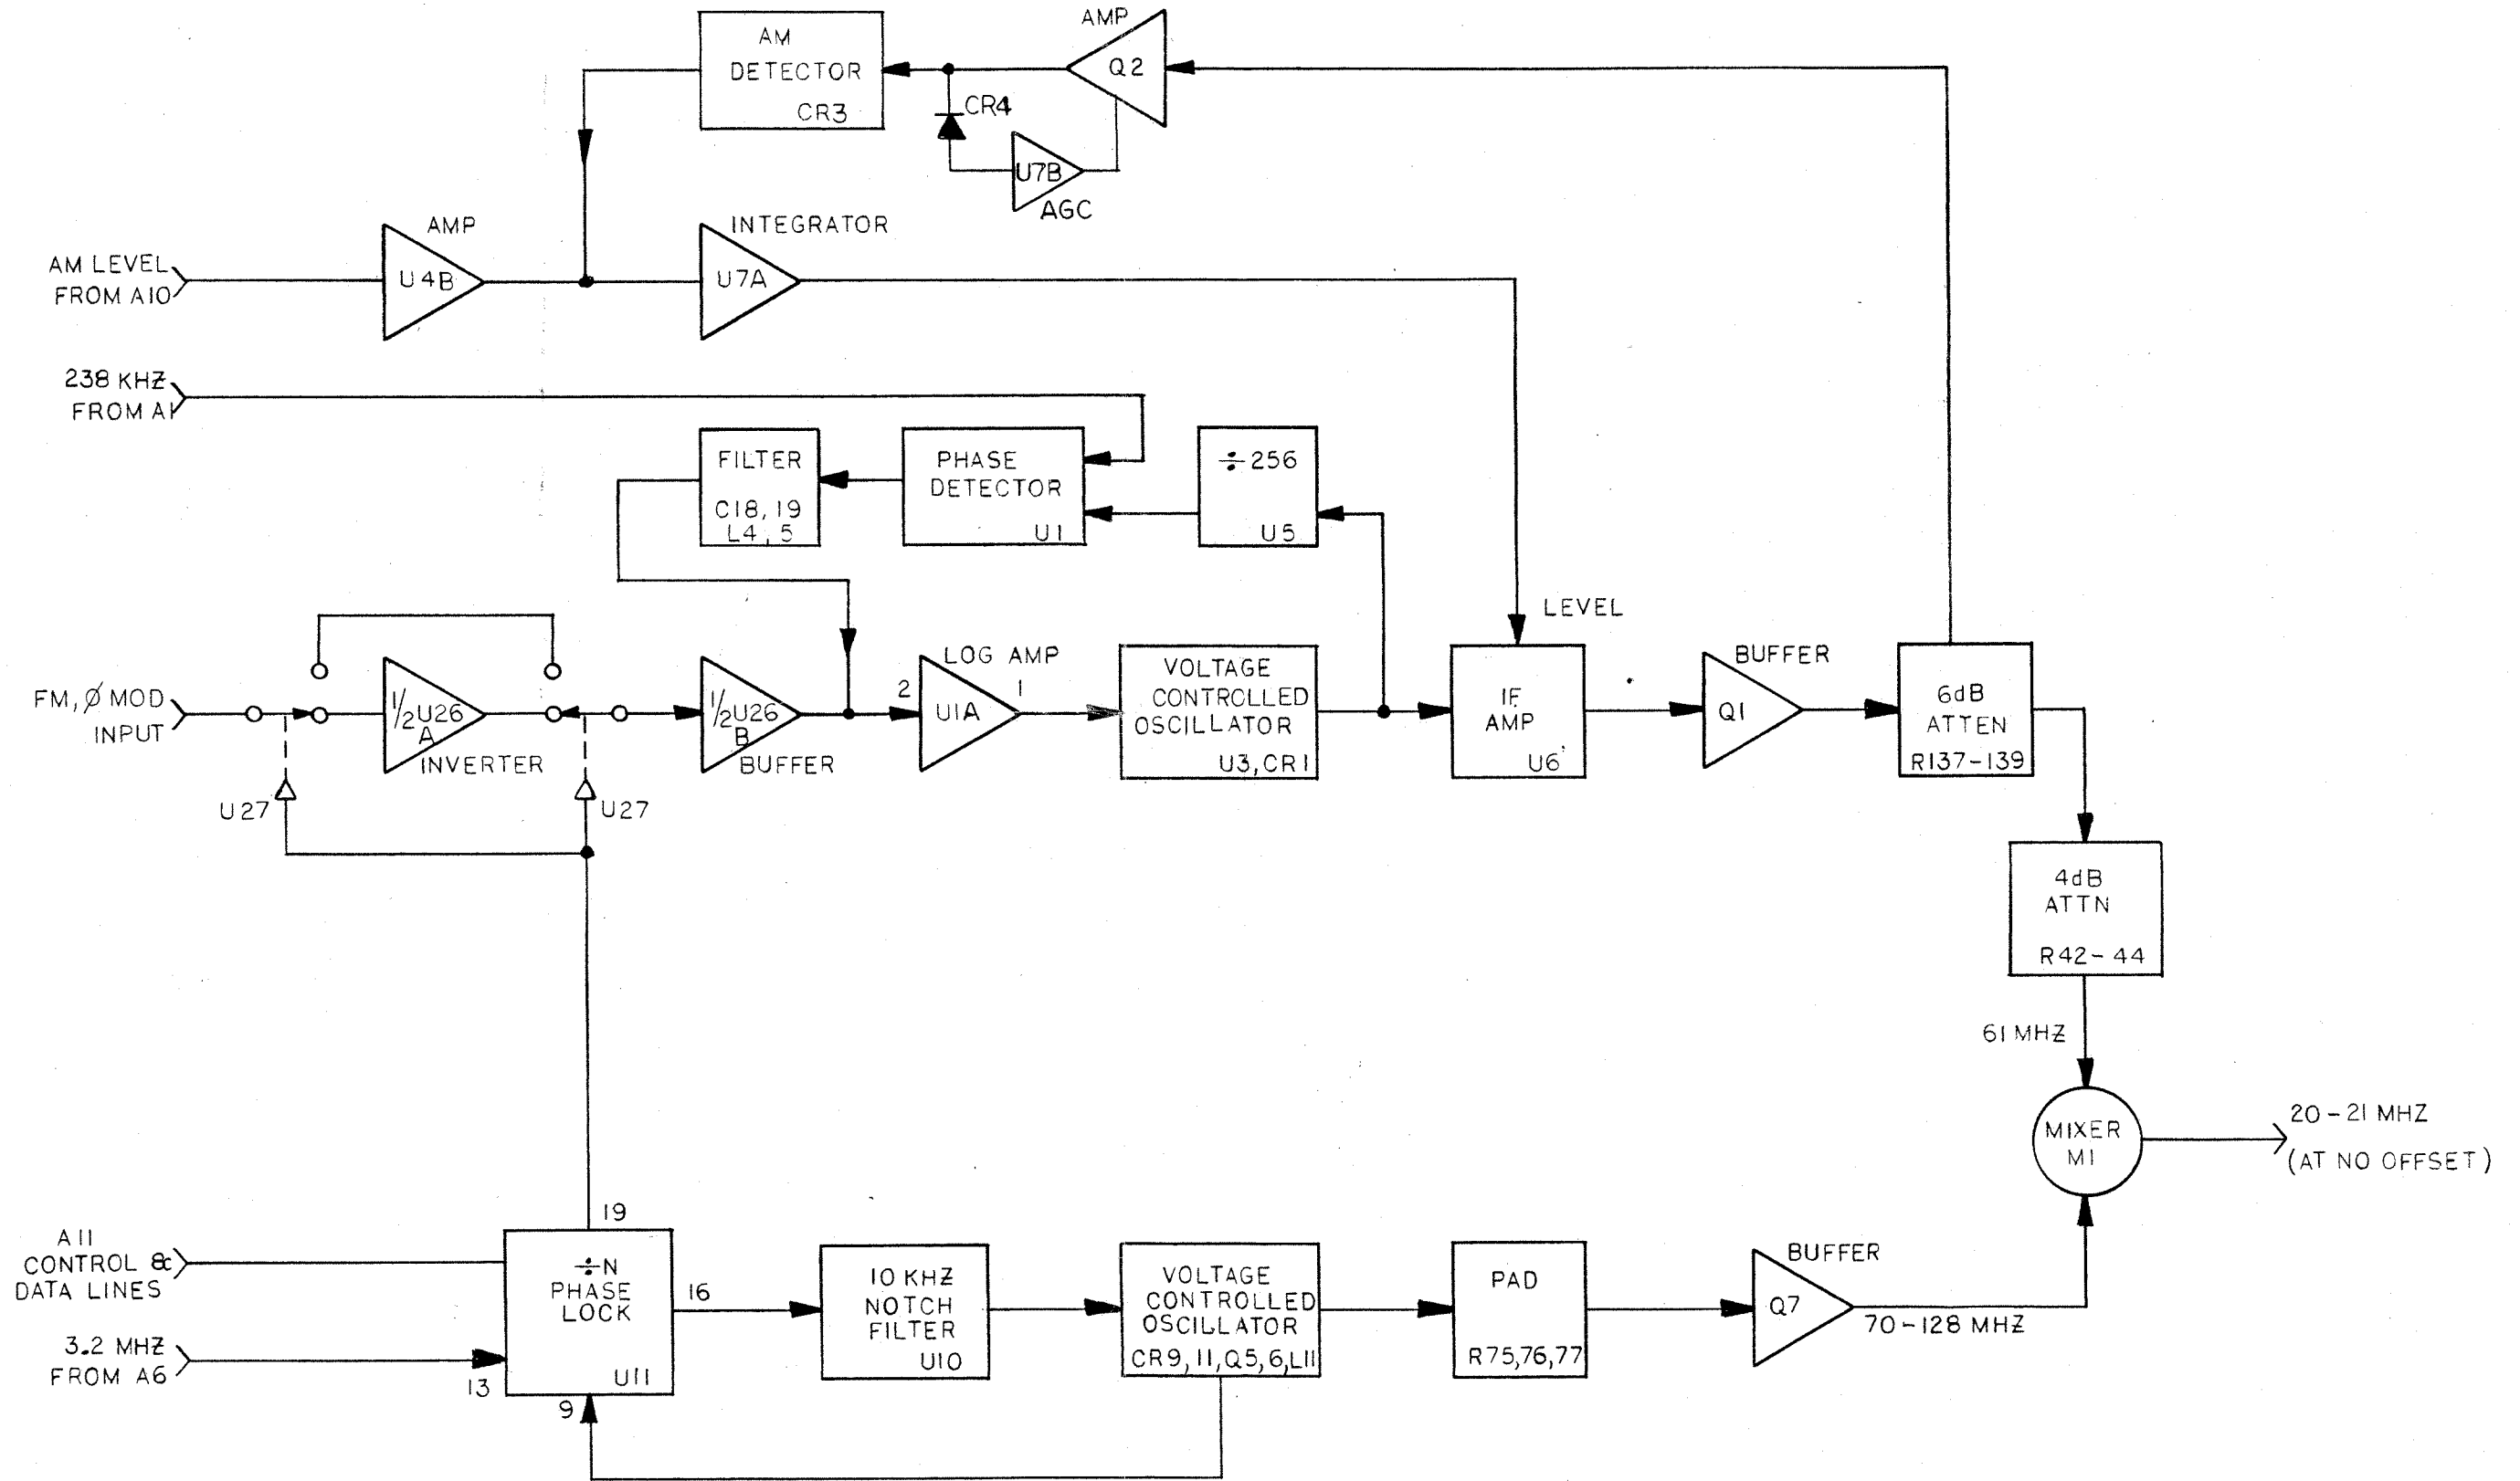 AMP
Q2
AM
DETECTOR
CR3
CR4
U7B
AGC
AMP
U4B
INTEGRATOR
U7A
AM LEVEL
FROM A10
238 KHZ
FROM A1
FILTER
C18, 19
L4, 5
PHASE
DETECTOR
U1
÷256
U5
LEVEL
FM, Ø MOD
INPUT
1/2 U26
A
INVERTER
U27
U27
1/2 U26
B
BUFFER
2
LOG AMP
U1A
1
VOLTAGE
CONTROLLED
OSCILLATOR
U3, CR1
IF
AMP
U6
BUFFER
Q1
6dB
ATTEN
R137-139
4dB
ATTN
R42-44
61 MHZ
MIXER
M1
20-21 MHZ
(AT NO OFFSET)
A11
CONTROL &
DATA LINES
3.2 MHZ
FROM A6
13
19
÷N
PHASE
LOCK
U11
9
16
10 KHZ
NOTCH
FILTER
U10
VOLTAGE
CONTROLLED
OSCILLATOR
CR9, 11, Q5, 6, L11
PAD
R75,76,77
BUFFER
Q7
70-128 MHZ